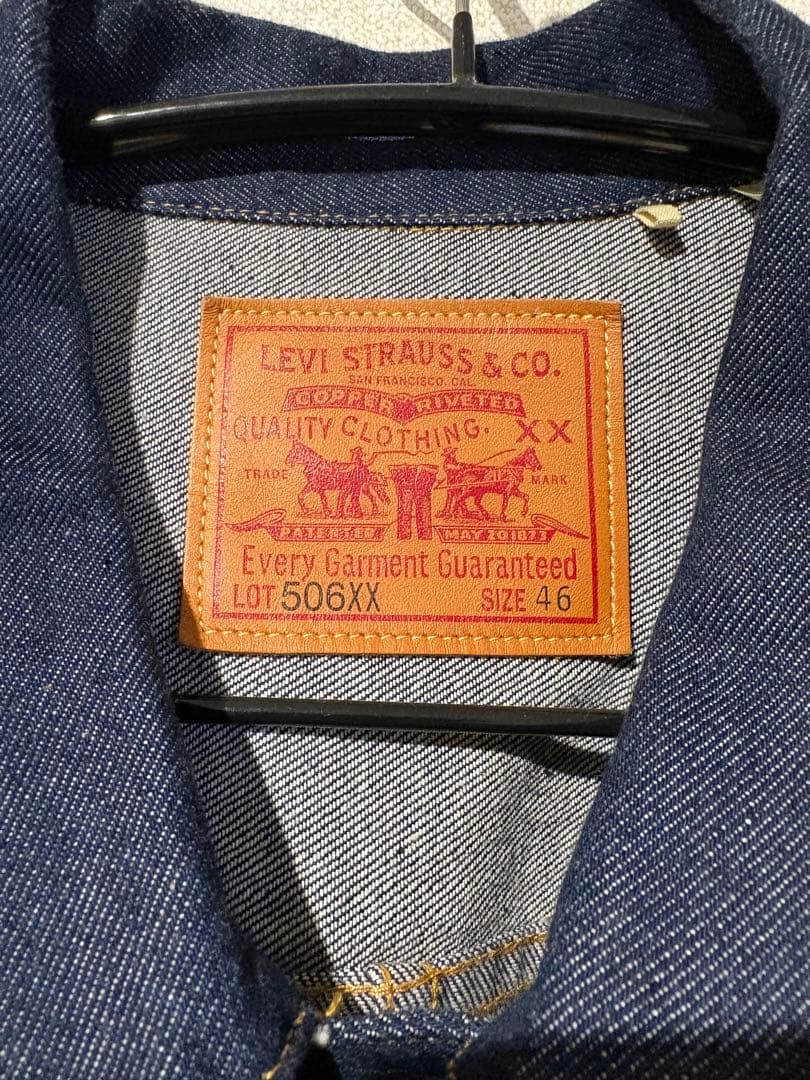 LEVI STRAUSS & CO.
SAN FRANCISCO, CAL.
COPPER RIVETED
QUALITY CLOTHING. XX
TRADE MARK
PATENTED MAY 20 1873
Every Garment Guaranteed
LOT 506XX SIZE 46